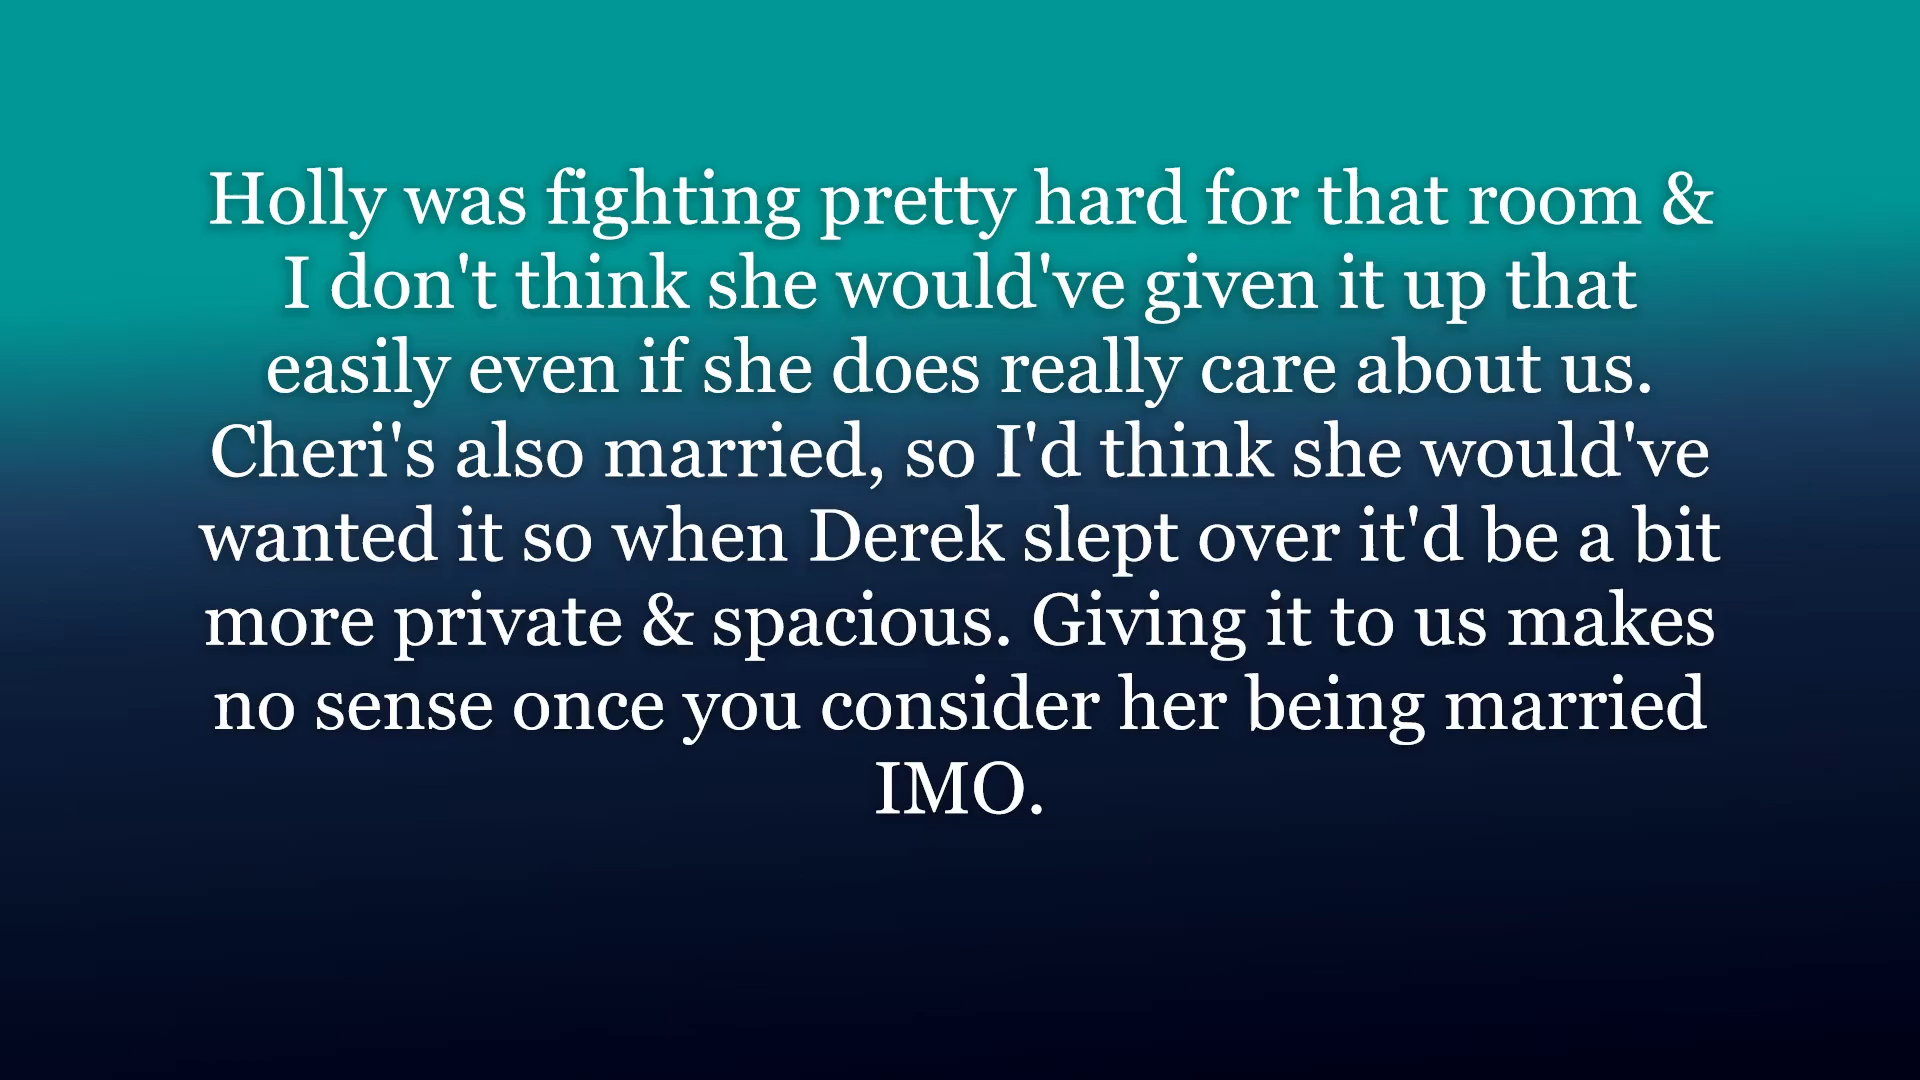 Holly was fighting pretty hard for that room &
I don't think she would've given it up that
easily even if she does really care about us.
Cheri's also married, so I'd think she would've
wanted it so when Derek slept over it'd be a bit
more private & spacious. Giving it to us makes
no sense once you consider her being married
IMO.